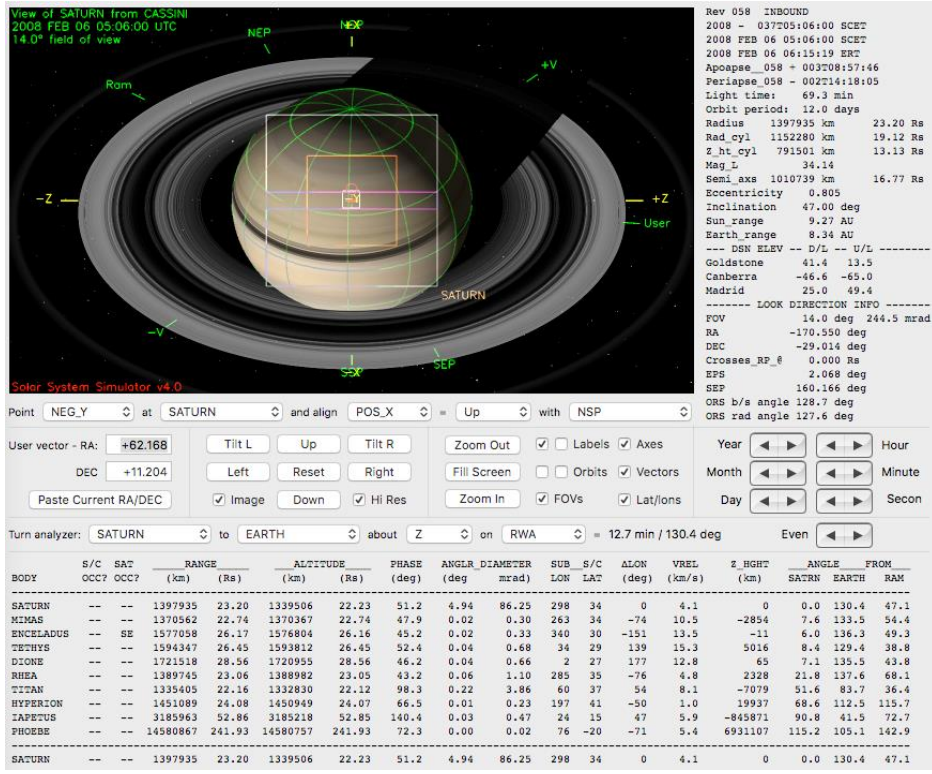 View of SATURN from CASSINI
2008 FEB 06 05:06:00 UTC
14.0° field of view
NEP
Ram
+V
-Z
+Z
User
SATURN
-V
SEP
Solar System Simulator v4.0
Rev 058 INBOUND
2008 - 037T05:06:00 SCET
2008 FEB 06 05:06:00 SCET
2008 FEB 06 06:15:19 ERT
Apoapse__058 + 003T08:57:46
Periapse_058 - 002T14:18:05
Light time: 69.3 min
Orbit period: 12.0 days
Radius 1397935 km 23.20 Rs
Rad_cyl 1152280 km 19.12 Rs
Z_ht_cyl 791501 km 13.13 Rs
Mag_L 34.14
Semi_axs 1010739 km 16.77 Rs
Eccentricity 0.805
Inclination 47.00 deg
Sun_range 9.27 AU
Earth_range 8.34 AU
--- DSN ELEV -- D/L -- U/L --------
Goldstone 41.4 13.5
Canberra -46.6 -65.0
Madrid 25.0 49.4
------- LOOK DIRECTION INFO -------
FOV 14.0 deg 244.5 mrad
RA -170.550 deg
DEC -29.014 deg
Crosses_RP_@ 0.000 Rs
EPS 2.068 deg
SEP 160.166 deg
ORS b/s angle 128.7 deg
ORS rad angle 127.6 deg
Point NEG_Y at SATURN and align POS_X = Up with NSP
User vector - RA: +62.168 Tilt L Up Tilt R Zoom Out Labels Axes Year Hour
DEC +11.204 Left Reset Right Fill Screen Orbits Vectors Month Minute
Paste Current RA/DEC Image Down Hi Res Zoom In FOVs Lat/lons Day Secon
Turn analyzer: SATURN to EARTH about Z on RWA = 12.7 min / 130.4 deg Even
S/C SAT RANGE ALTITUDE PHASE ANGLR_DIAMETER SUB__S/C ΔLON VREL Z_HGHT ANGLE FROM
BODY OCC? OCC? (km) (Rs) (km) (Rs) (deg) (deg mrad) LON LAT (deg) (km/s) (km) SATRN EARTH RAM
SATURN -- -- 1397935 23.20 1339506 22.23 51.2 4.94 86.25 298 34 0 4.1 0 0.0 130.4 47.1
MIMAS -- -- 1370562 22.74 1370367 22.74 47.9 0.02 0.30 263 34 -74 10.5 -2854 7.6 133.5 54.4
ENCELADUS -- SE 1577058 26.17 1576804 26.16 45.2 0.02 0.33 340 30 -151 13.5 -11 6.0 136.3 49.3
TETHYS -- -- 1594347 26.45 1593812 26.45 52.4 0.04 0.68 34 29 139 15.3 5016 8.4 129.4 38.8
DIONE -- -- 1721518 28.56 1720955 28.56 46.2 0.04 0.66 2 27 177 12.8 65 7.1 135.5 43.8
RHEA -- -- 1389745 23.06 1388982 23.05 43.2 0.06 1.10 285 35 -76 4.8 2328 21.8 137.6 68.1
TITAN -- -- 1335405 22.16 1332830 22.12 98.3 0.22 3.86 60 37 54 8.1 -7079 51.6 83.7 36.4
HYPERION -- -- 1451089 24.08 1450949 24.07 66.5 0.01 0.23 197 41 -50 1.0 19937 68.6 112.5 115.7
IAPETUS -- -- 3185963 52.86 3185218 52.85 140.4 0.03 0.47 24 15 47 5.9 -845871 90.8 41.5 72.7
PHOEBE -- -- 14580867 241.93 14580757 241.93 72.3 0.00 0.02 76 -20 -71 5.4 6931107 115.2 105.1 142.9
SATURN -- -- 1397935 23.20 1339506 22.23 51.2 4.94 86.25 298 34 0 4.1 0 0.0 130.4 47.1